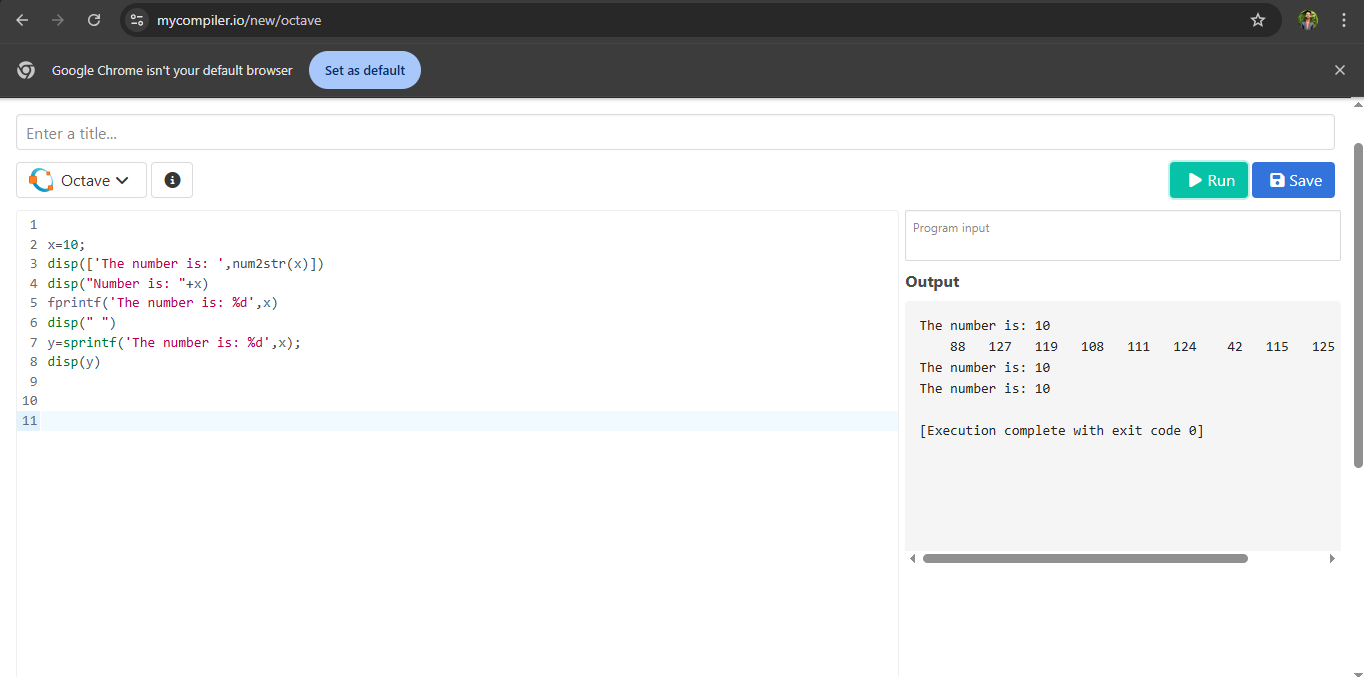 mycompiler.io/new/octave
Google Chrome isn't your default browser
Set as default
Enter a title...
Octave
Run
Save
1
2 x=10;
3 disp(['The number is: ',num2str(x)])
4 disp("Number is: "+x)
5 fprintf('The number is: %d',x)
6 disp(" ")
7 y=sprintf('The number is: %d',x);
8 disp(y)
9
10
11
Program input
Output
The number is: 10
88 127 119 108 111 124 42 115 125
The number is: 10
The number is: 10
[Execution complete with exit code 0]